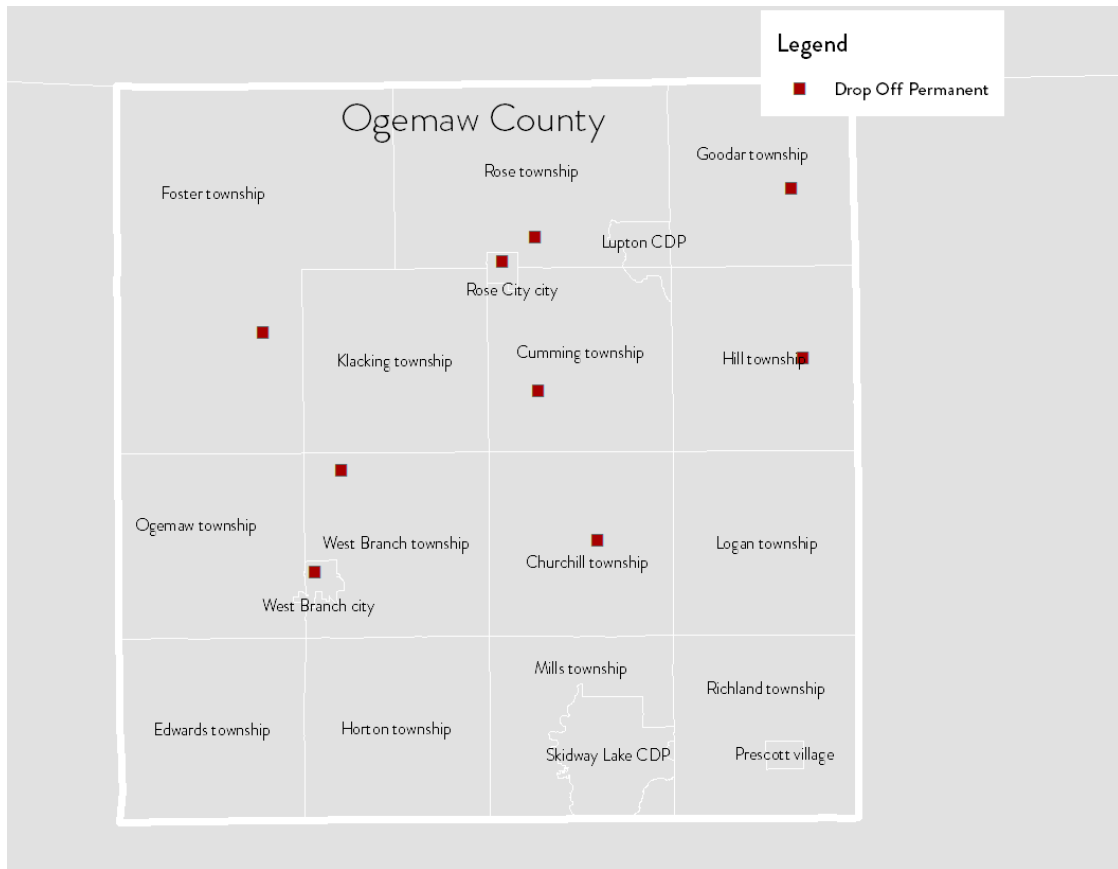 Legend
Drop Off Permanent
Ogemaw County
Goodar township
Rose township
Foster township
Lupton CDP
Rose City city
Klacking township
Cumming township
Hill township
Ogemaw township
West Branch township
Churchill township
Logan township
West Branch city
Mills township
Richland township
Edwards township
Horton township
Skidway Lake CDP
Prescott village